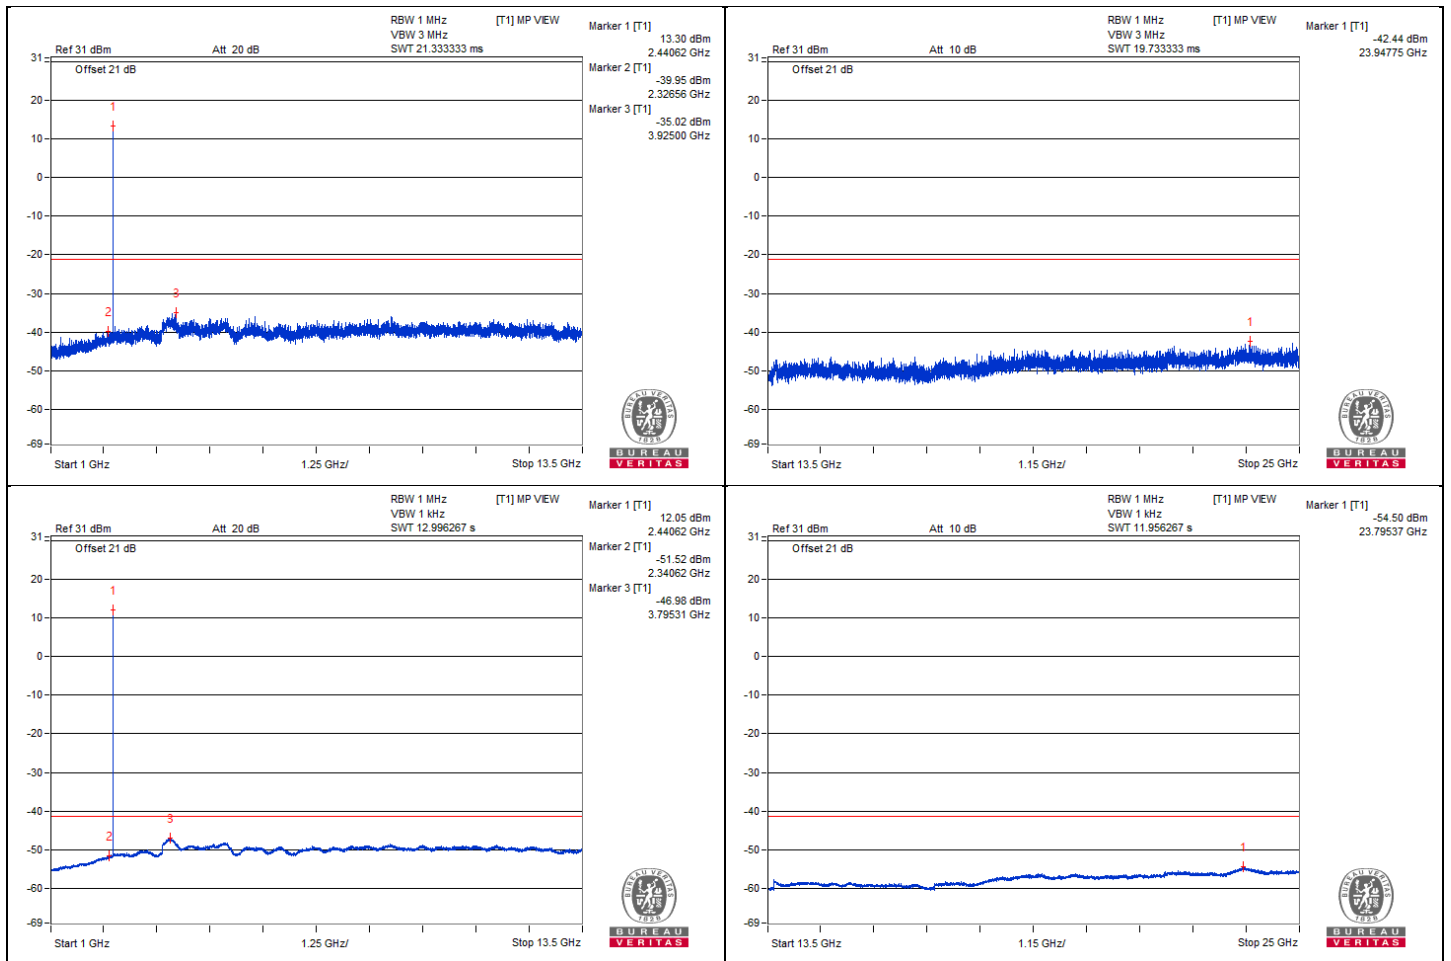 RBW 1 MHz [T1] MP VIEW
VBW 3 MHz
Ref 31 dBm Att 20 dB SWT 21.333333 ms
Marker 1 [T1]
13.30 dBm
2.44062 GHz
Marker 2 [T1]
-39.95 dBm
2.32656 GHz
Marker 3 [T1]
-35.02 dBm
3.92500 GHz
Offset 21 dB
31
20
10
0
-10
-20
-30
-40
-50
-60
-69
1
2
3
Start 1 GHz 1.25 GHz/ Stop 13.5 GHz
BUREAU VERITAS
1828
BUREAU
VERITAS
RBW 1 MHz [T1] MP VIEW
VBW 3 MHz
Ref 31 dBm Att 10 dB SWT 19.733333 ms
Marker 1 [T1]
-42.44 dBm
23.94775 GHz
Offset 21 dB
31
20
10
0
-10
-20
-30
-40
-50
-60
-69
1
Start 13.5 GHz 1.15 GHz/ Stop 25 GHz
BUREAU VERITAS
1828
BUREAU
VERITAS
RBW 1 MHz [T1] MP VIEW
VBW 1 kHz
Ref 31 dBm Att 20 dB SWT 12.996267 s
Marker 1 [T1]
12.05 dBm
2.44062 GHz
Marker 2 [T1]
-51.52 dBm
2.34062 GHz
Marker 3 [T1]
-46.98 dBm
3.79531 GHz
Offset 21 dB
31
20
10
0
-10
-20
-30
-40
-50
-60
-69
1
2
3
Start 1 GHz 1.25 GHz/ Stop 13.5 GHz
BUREAU VERITAS
1828
BUREAU
VERITAS
RBW 1 MHz [T1] MP VIEW
VBW 1 kHz
Ref 31 dBm Att 10 dB SWT 11.956267 s
Marker 1 [T1]
-54.50 dBm
23.79537 GHz
Offset 21 dB
31
20
10
0
-10
-20
-30
-40
-50
-60
-69
1
Start 13.5 GHz 1.15 GHz/ Stop 25 GHz
BUREAU VERITAS
1828
BUREAU
VERITAS